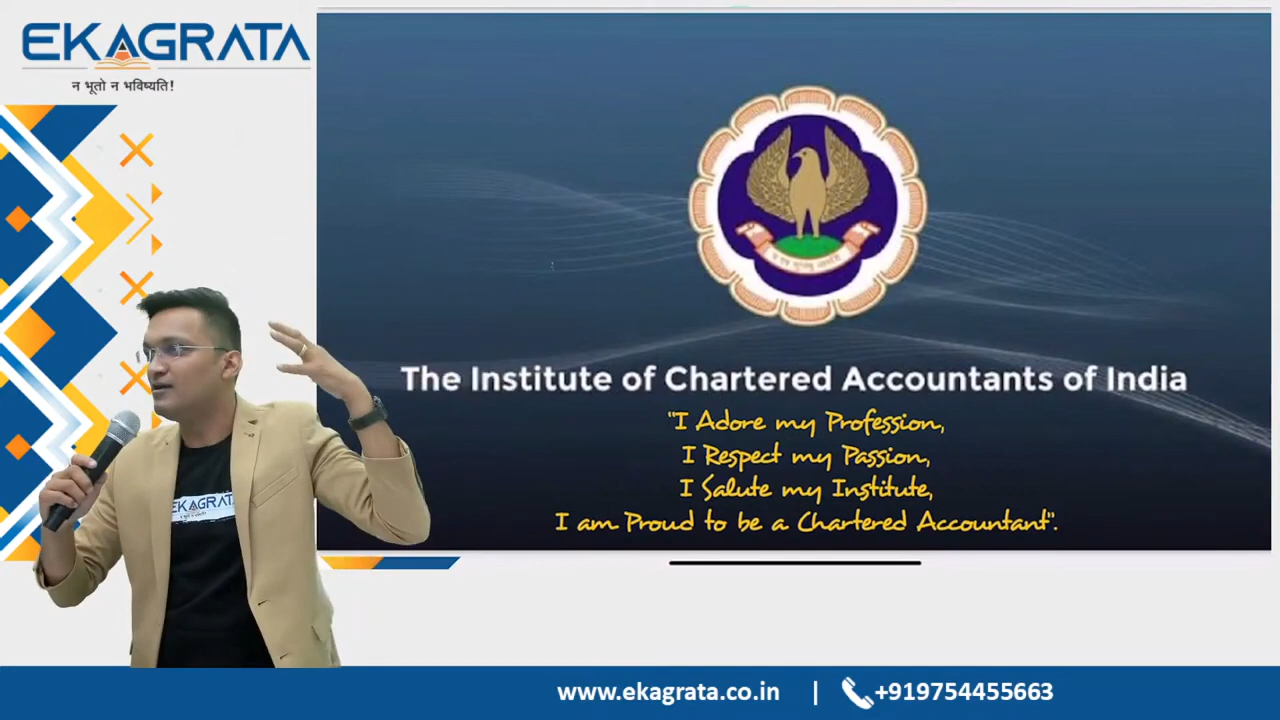 EKAGRATA
न भूतो न भविष्यति!
The Institute of Chartered Accountants of India
"I Adore my Profession,
I Respect my Passion,
I Salute my Institute,
I am Proud to be a Chartered Accountant".
EKAGRATA
www.ekagrata.co.in | +919754455663